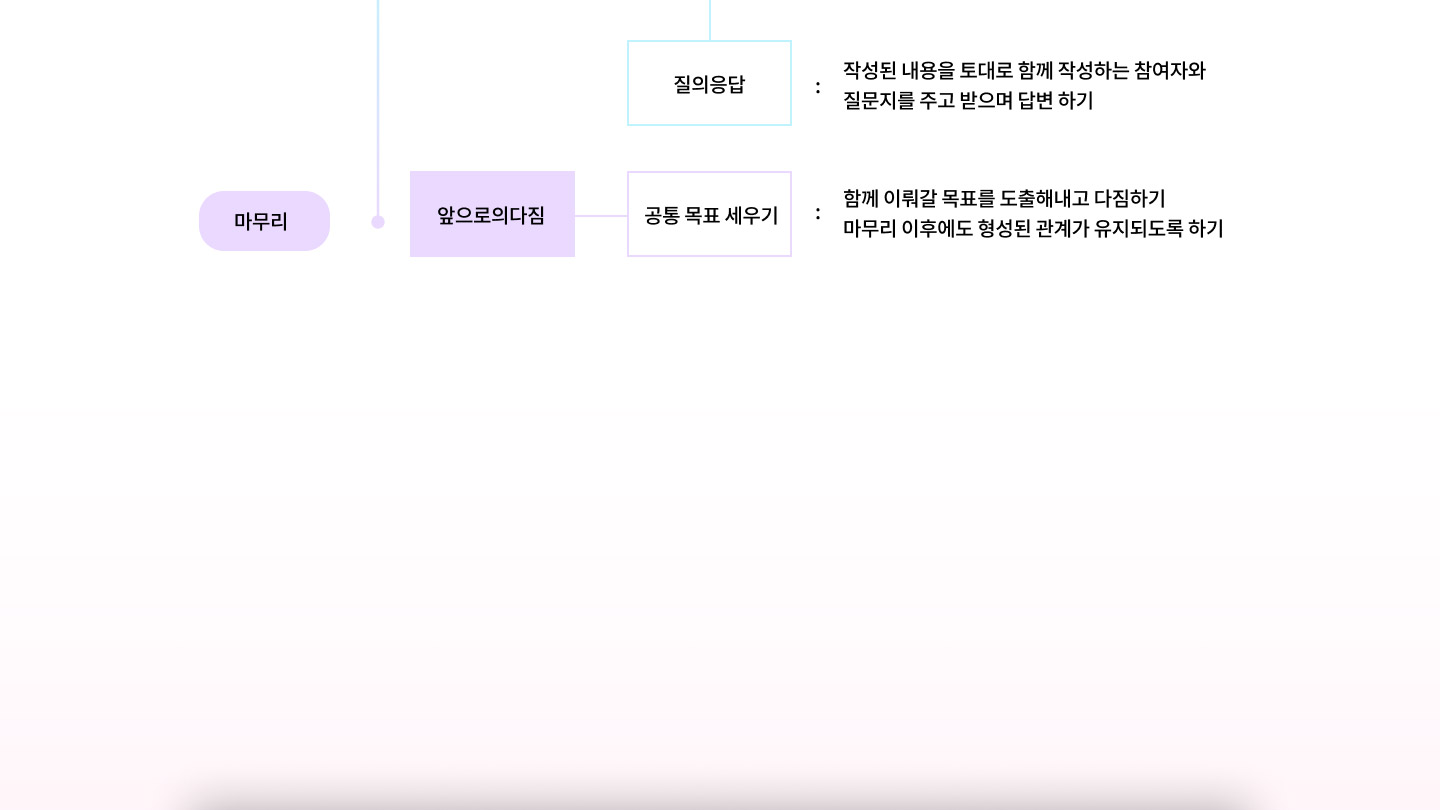 질의응답
:
작성된 내용을 토대로 함께 작성하는 참여자와
질문지를 주고 받으며 답변 하기
마무리
앞으로의다짐
공통 목표 세우기
:
함께 이뤄갈 목표를 도출해내고 다짐하기
마무리 이후에도 형성된 관계가 유지되도록 하기